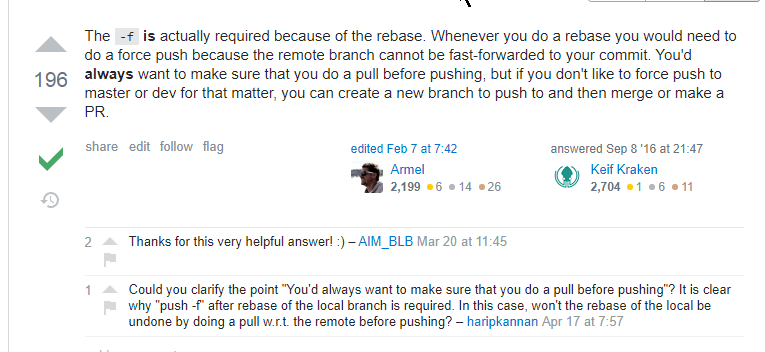 The -f is actually required because of the rebase. Whenever you do a rebase you would need to
do a force push because the remote branch cannot be fast-forwarded to your commit. You'd
always want to make sure that you do a pull before pushing, but if you don't like to force push to
master or dev for that matter, you can create a new branch to push to and then merge or make a
PR.
196
share edit follow flag
edited Feb 7 at 7:42
Armel
2,199 6 14 26
answered Sep 8 '16 at 21:47
Keif Kraken
2,704 1 6 11
2 Thanks for this very helpful answer! :) – AIM_BLB Mar 20 at 11:45
1 Could you clarify the point "You'd always want to make sure that you do a pull before pushing"? It is clear
why "push -f" after rebase of the local branch is required. In this case, won't the rebase of the local be
undone by doing a pull w.r.t. the remote before pushing? – haripkannan Apr 17 at 7:57